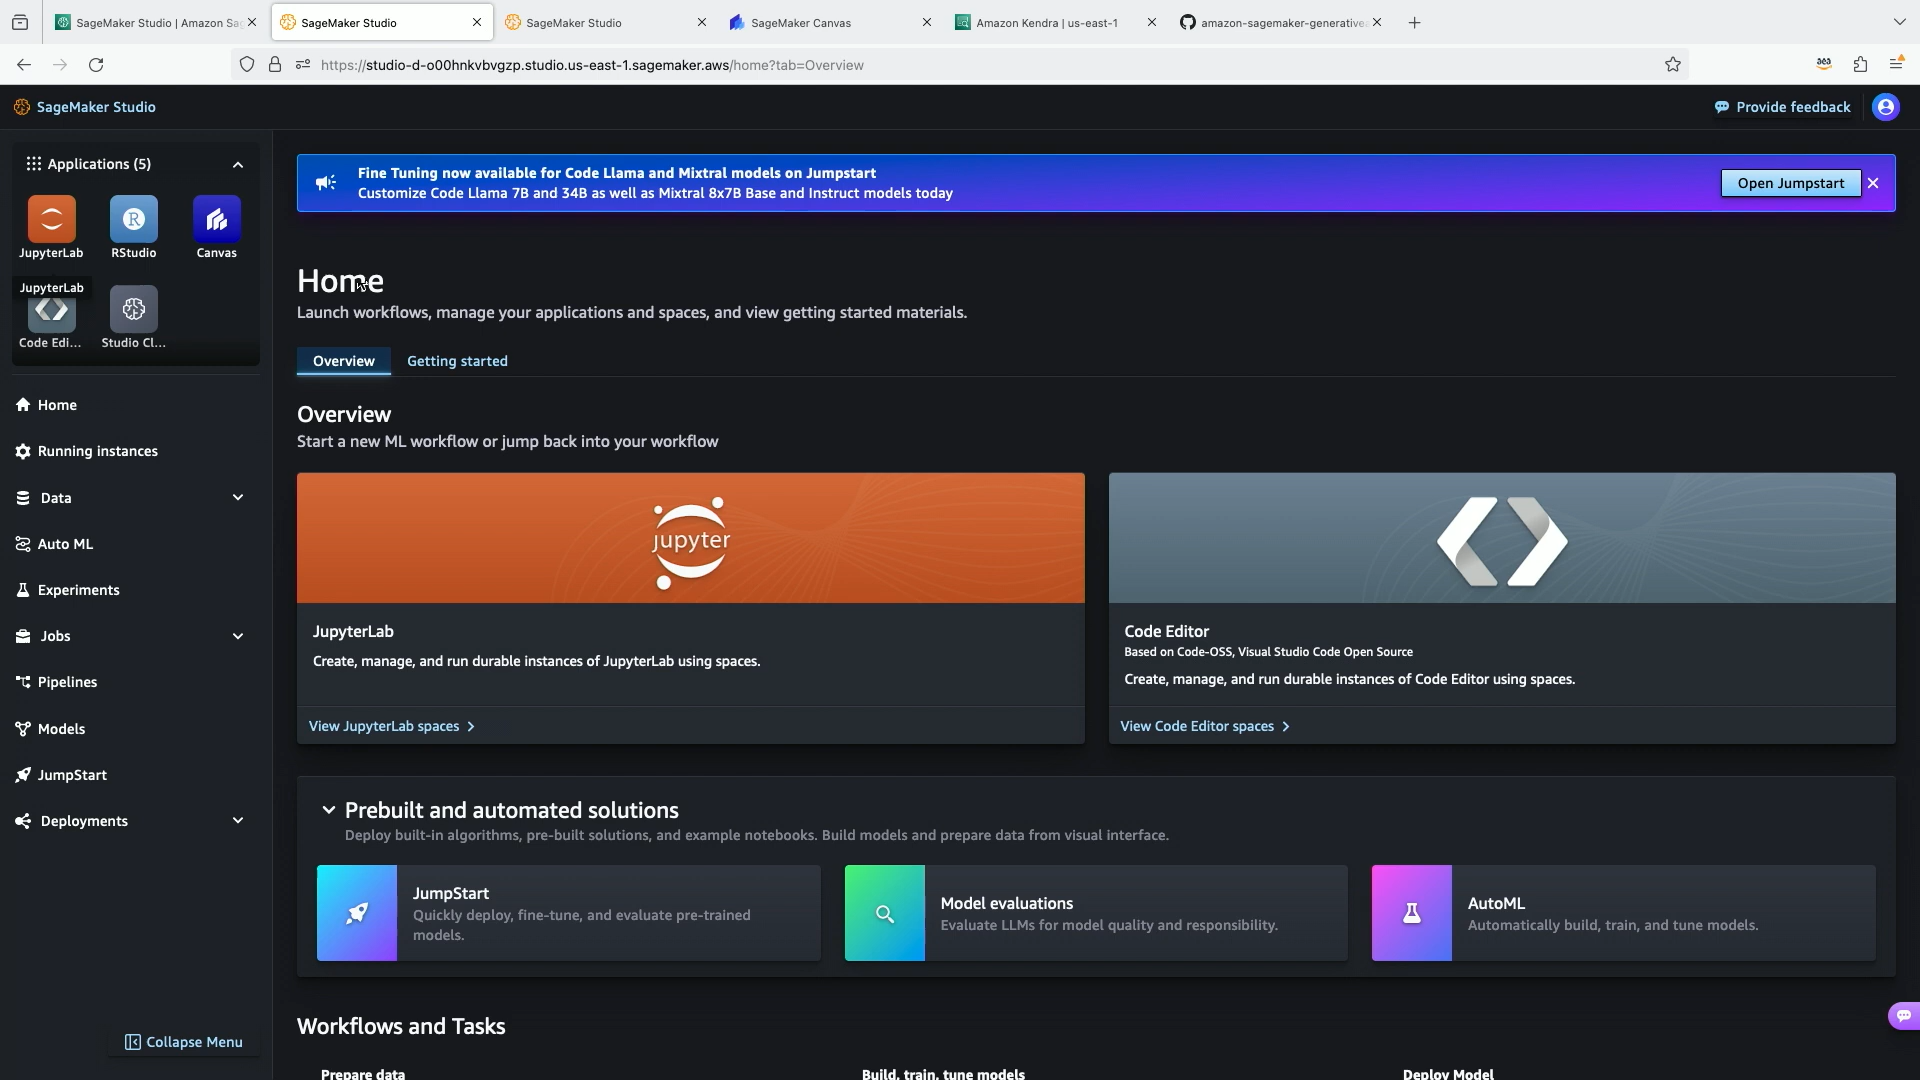 SageMaker Studio | Amazon Sa
SageMaker Studio
SageMaker Studio
SageMaker Canvas
Amazon Kendra | us-east-1
amazon-sagemaker-generativea
https://studio-d-o00hnkvbvgzp.studio.us-east-1.sagemaker.aws/home?tab=Overview
SageMaker Studio
Provide feedback
Applications (5)
JupyterLab
RStudio
Canvas
JupyterLab
Code Edi...
Studio Cl...
Home
Running instances
Data
Auto ML
Experiments
Jobs
Pipelines
Models
JumpStart
Deployments
Collapse Menu
Fine Tuning now available for Code Llama and Mixtral models on Jumpstart
Customize Code Llama 7B and 34B as well as Mixtral 8x7B Base and Instruct models today
Open Jumpstart
Home
Launch workflows, manage your applications and spaces, and view getting started materials.
Overview
Getting started
Overview
Start a new ML workflow or jump back into your workflow
jupyter
JupyterLab
Create, manage, and run durable instances of JupyterLab using spaces.
View JupyterLab spaces
Code Editor
Based on Code-OSS, Visual Studio Code Open Source
Create, manage, and run durable instances of Code Editor using spaces.
View Code Editor spaces
Prebuilt and automated solutions
Deploy built-in algorithms, pre-built solutions, and example notebooks. Build models and prepare data from visual interface.
JumpStart
Quickly deploy, fine-tune, and evaluate pre-trained
models.
Model evaluations
Evaluate LLMs for model quality and responsibility.
AutoML
Automatically build, train, and tune models.
Workflows and Tasks
Prepare data
Build, train, tune models
Deploy Model